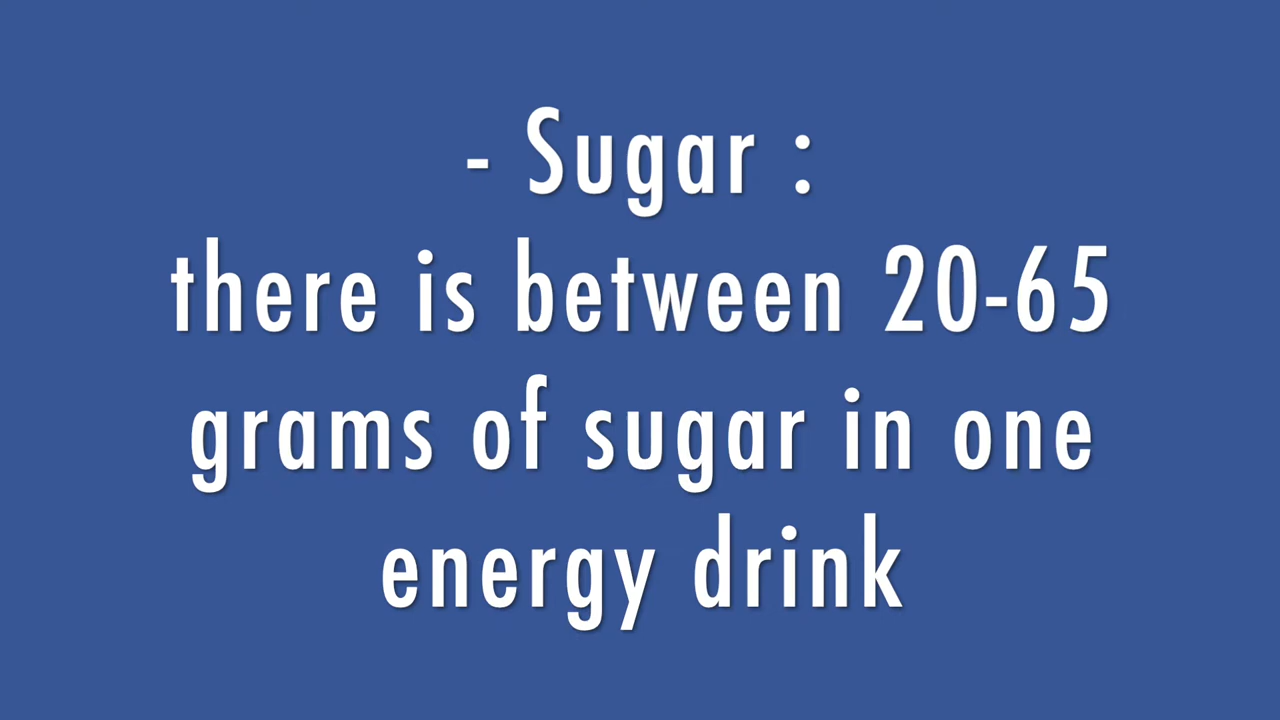 - Sugar :
there is between 20-65
grams of sugar in one
energy drink